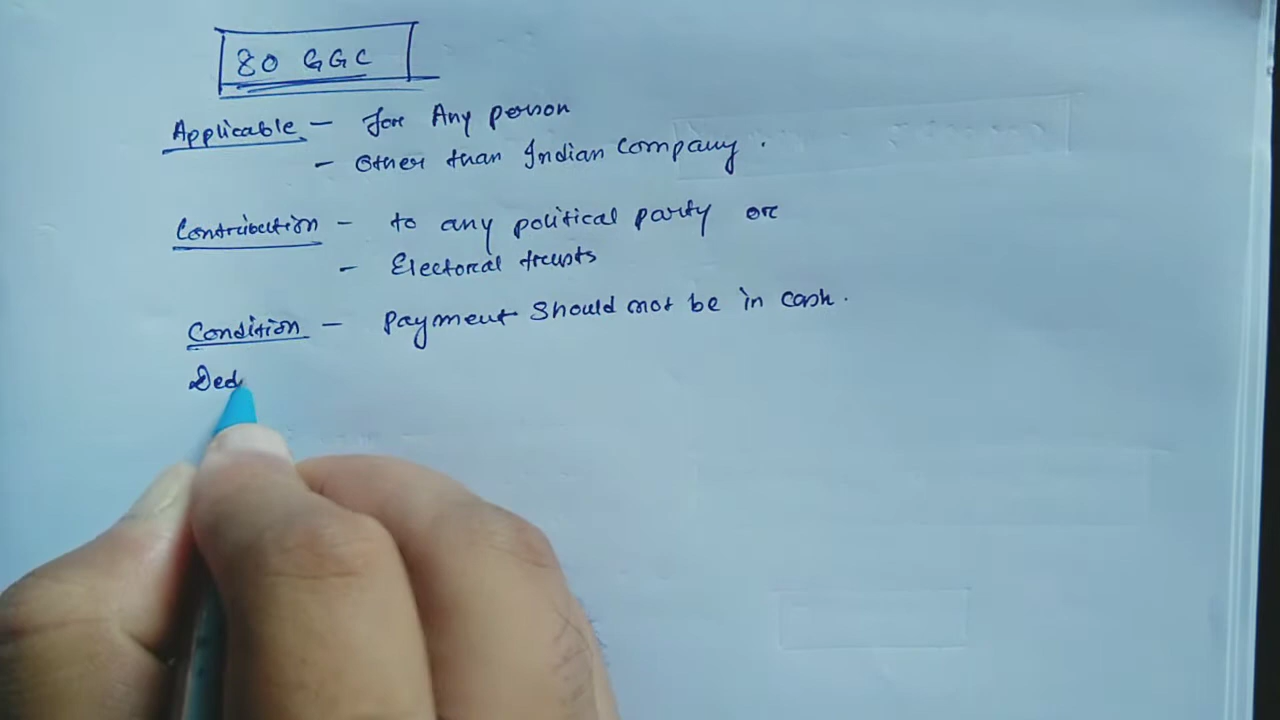 80 GGC
Applicable - for Any person
- Other than Indian Company.
Contribution - to any political party or
- Electoral trusts
Condition - Payment Should not be in cash.
Ded